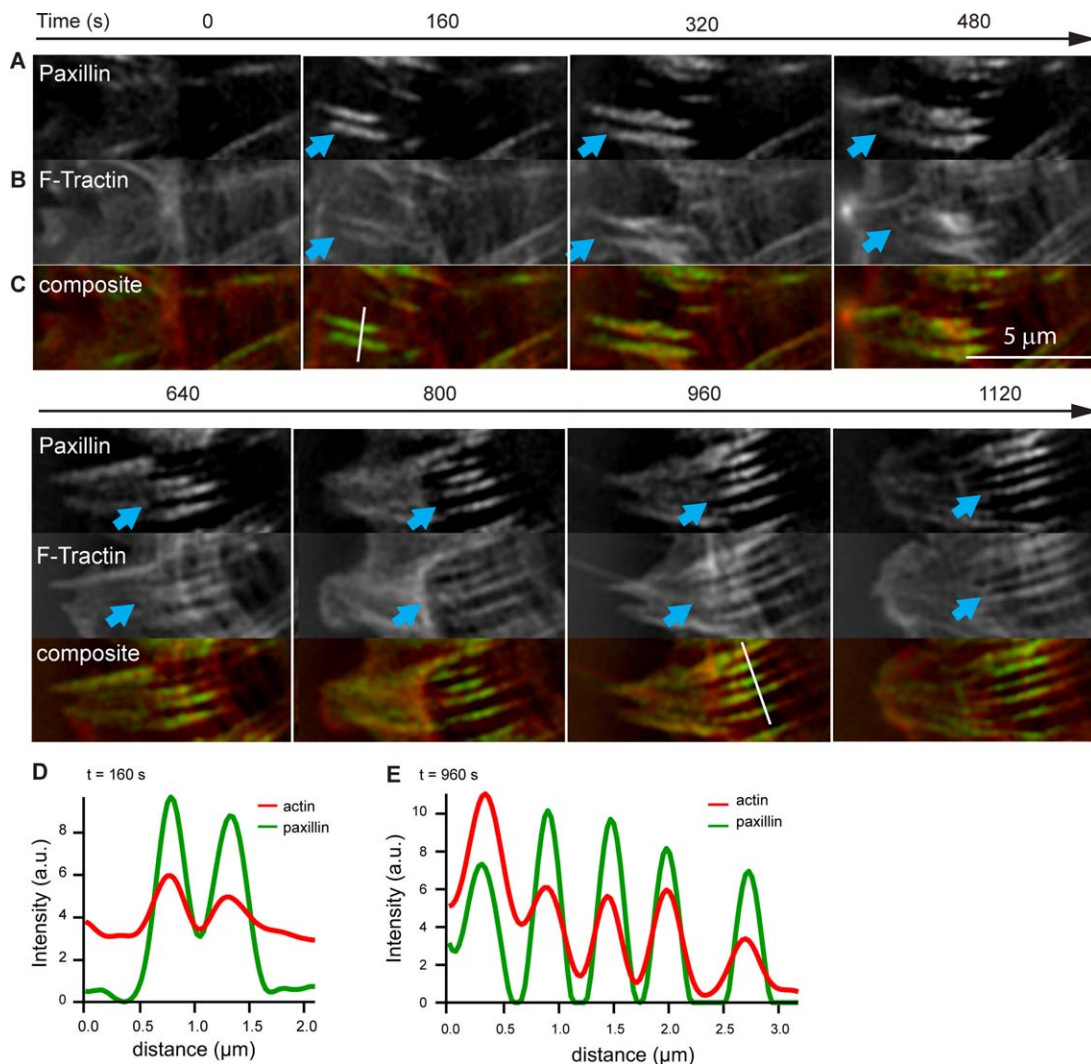 Time (s) 0 160 320 480
A Paxillin
B F-Tractin
C composite
5 μm
640 800 960 1120
Paxillin
F-Tractin
composite
D t = 160 s
actin
paxillin
8
6
4
2
0
Intensity (a.u.)
0.0 0.5 1.0 1.5 2.0
distance (μm)
E t = 960 s
actin
paxillin
10
8
6
4
2
0
Intensity (a.u.)
0.0 0.5 1.0 1.5 2.0 2.5 3.0
distance (μm)